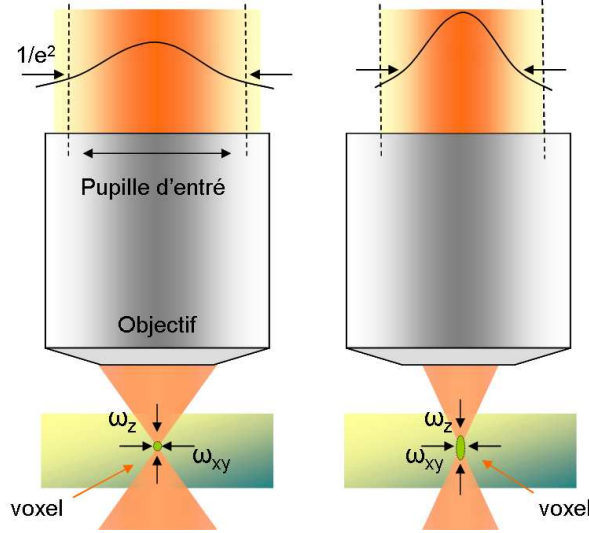 1/e²
Pupille d'entré
Objectif
ω_z
ω_xy
voxel
ω_z
ω_xy
voxel